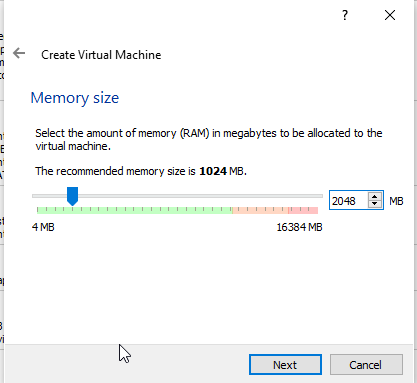 ?
Create Virtual Machine
Memory size
Select the amount of memory (RAM) in megabytes to be allocated to the
virtual machine.
The recommended memory size is 1024 MB.
2048 MB
4 MB 16384 MB
Next Cancel